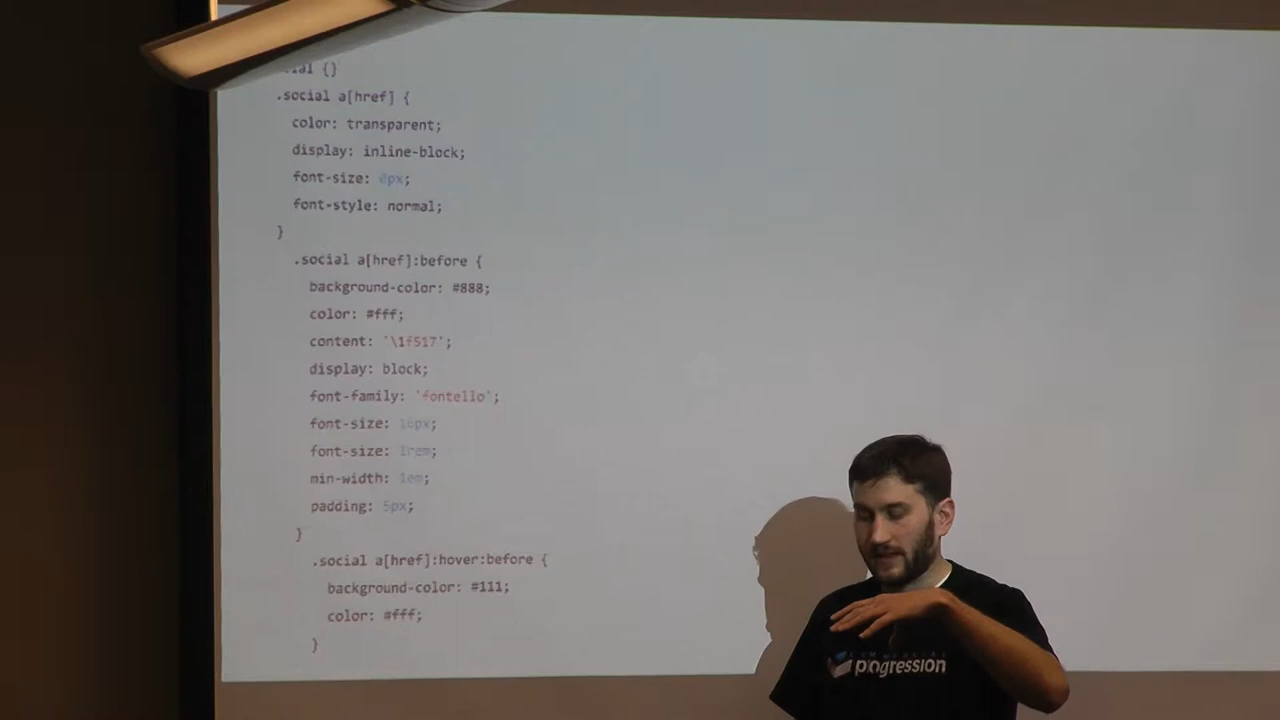 {}
.social a[href] {
color: transparent;
display: inline-block;
font-size: 0px;
font-style: normal;
}
.social a[href]:before {
background-color: #888;
color: #fff;
content: '\1f517';
display: block;
font-family: 'fontello';
font-size: 16px;
font-size: 1rem;
min-width: 1em;
padding: 5px;
}
.social a[href]:hover:before {
background-color: #111;
color: #fff;
}
progression